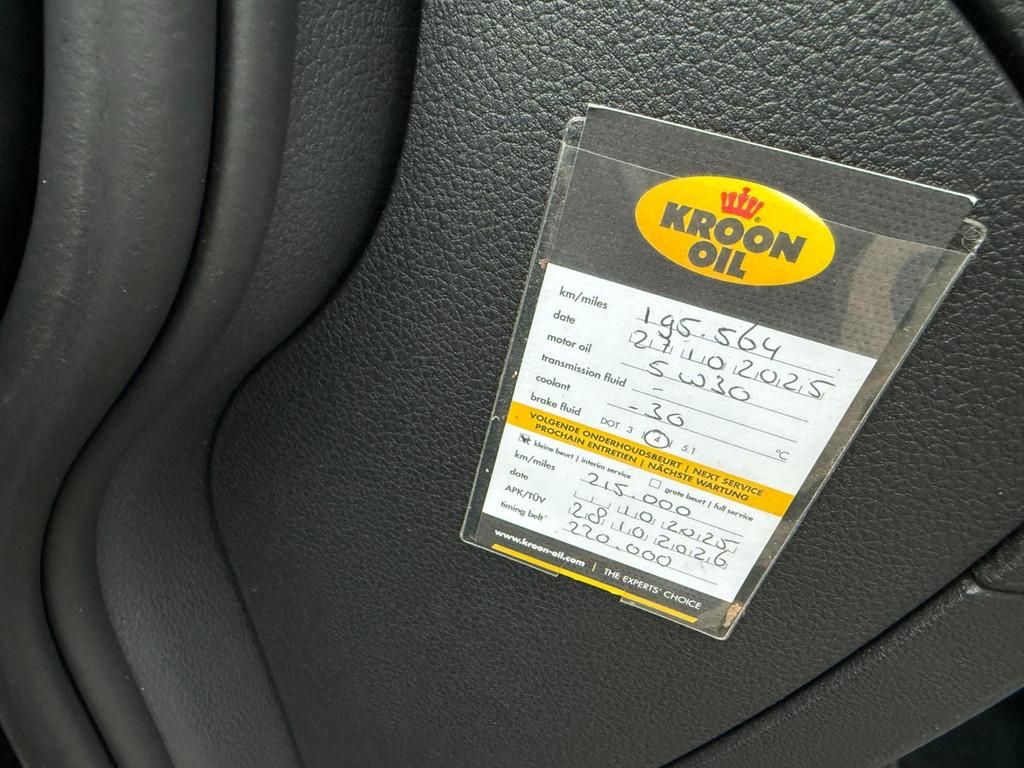 KROON
OIL
km/miles 195.564
date 27 10 2025
motor oil 5W30
transmission fluid -
coolant -30 °C
brake fluid DOT 3 / 4 / 5.1
VOLGENDE ONDERHOUDSBEURT | NEXT SERVICE
PROCHAIN ENTRETIEN | NÄCHSTE WARTUNG
kleine beurt | interim service grote beurt | full service
km/miles 215.000
date 10 2025
APK/TÜV 28 10 2026
timing belt 220.000
www.kroon-oil.com | THE EXPERTS' CHOICE